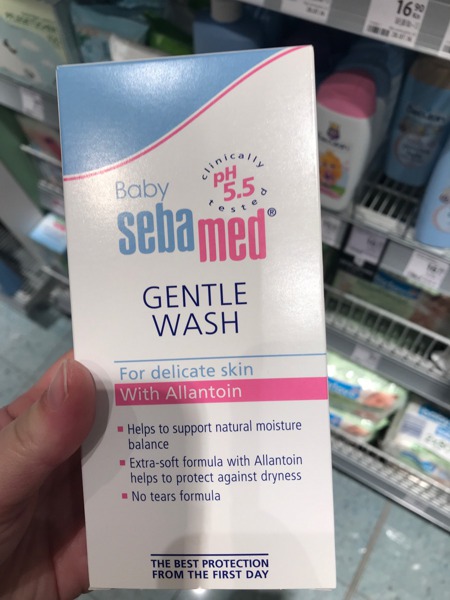 16 90
Baby
clinically
pH
5.5
tested
sebamed®
GENTLE
WASH
For delicate skin
With Allantoin
Helps to support natural moisture
balance
Extra-soft formula with Allantoin
helps to protect against dryness
No tears formula
THE BEST PROTECTION
FROM THE FIRST DAY